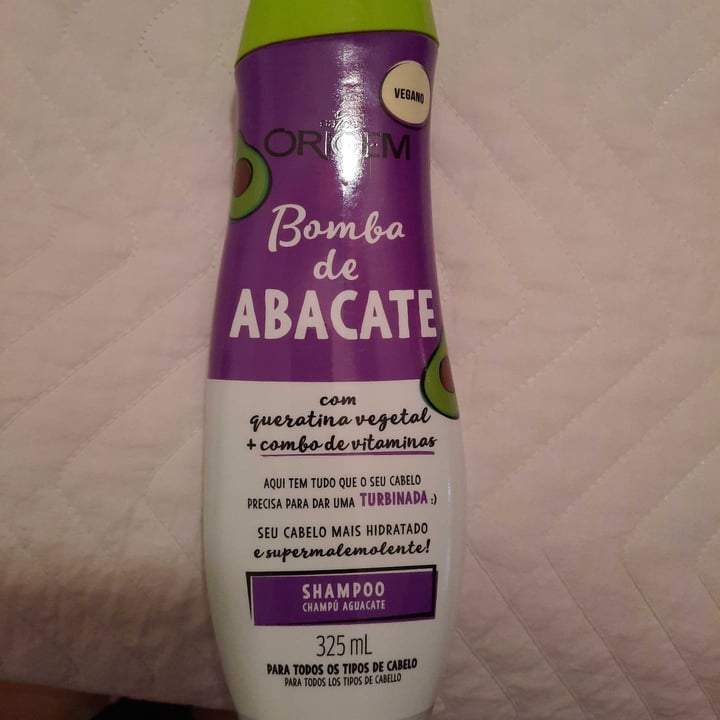 VEGANO
ORIGEM
Bomba
de
ABACATE
com
queratina vegetal
+ combo de vitaminas
AQUI TEM TUDO QUE O SEU CABELO
PRECISA PARA DAR UMA TURBINADA :)
SEU CABELO MAIS HIDRATADO
e supermalemolente!
SHAMPOO
CHAMPÚ AGUACATE
325 mL
PARA TODOS OS TIPOS DE CABELO
PARA TODOS LOS TIPOS DE CABELLO